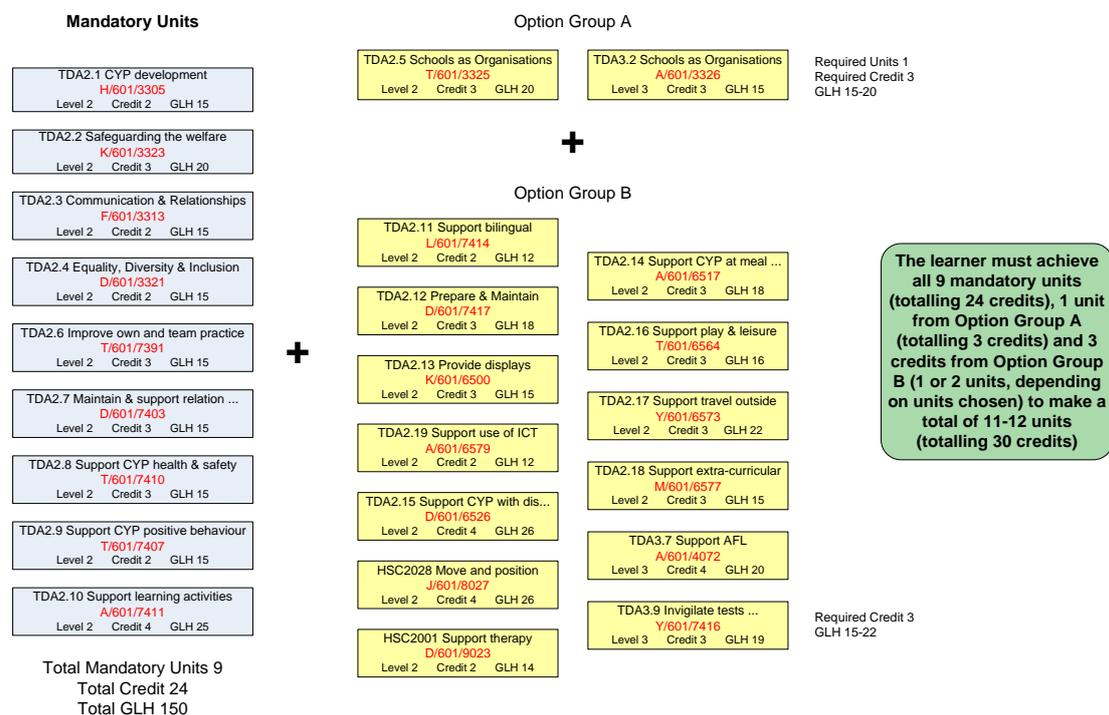 Mandatory Units
TDA2.1 CYP development
H/601/3305
Level 2 Credit 2 GLH 15
TDA2.2 Safeguarding the welfare
K/601/3323
Level 2 Credit 3 GLH 20
TDA2.3 Communication & Relationships
F/601/3313
Level 2 Credit 2 GLH 15
TDA2.4 Equality, Diversity & Inclusion
D/601/3321
Level 2 Credit 2 GLH 15
TDA2.6 Improve own and team practice
T/601/7391
Level 2 Credit 3 GLH 15
TDA2.7 Maintain & support relation ...
D/601/7403
Level 2 Credit 3 GLH 15
TDA2.8 Support CYP health & safety
T/601/7410
Level 2 Credit 3 GLH 15
TDA2.9 Support CYP positive behaviour
T/601/7407
Level 2 Credit 2 GLH 15
TDA2.10 Support learning activities
A/601/7411
Level 2 Credit 4 GLH 25
Total Mandatory Units 9
Total Credit 24
Total GLH 150
+
Option Group A
TDA2.5 Schools as Organisations
T/601/3325
Level 2 Credit 3 GLH 20
TDA3.2 Schools as Organisations
A/601/3326
Level 3 Credit 3 GLH 15
Required Units 1
Required Credit 3
GLH 15-20
+
Option Group B
TDA2.11 Support bilingual
L/601/7414
Level 2 Credit 2 GLH 12
TDA2.12 Prepare & Maintain
D/601/7417
Level 2 Credit 3 GLH 18
TDA2.13 Provide displays
K/601/6500
Level 2 Credit 3 GLH 15
TDA2.19 Support use of ICT
A/601/6579
Level 2 Credit 2 GLH 12
TDA2.15 Support CYP with dis...
D/601/6526
Level 2 Credit 4 GLH 26
HSC2028 Move and position
J/601/8027
Level 2 Credit 4 GLH 26
HSC2001 Support therapy
D/601/9023
Level 2 Credit 2 GLH 14
TDA2.14 Support CYP at meal ...
A/601/6517
Level 2 Credit 3 GLH 18
TDA2.16 Support play & leisure
T/601/6564
Level 2 Credit 3 GLH 16
TDA2.17 Support travel outside
Y/601/6573
Level 2 Credit 3 GLH 22
TDA2.18 Support extra-curricular
M/601/6577
Level 2 Credit 3 GLH 15
TDA3.7 Support AFL
A/601/4072
Level 3 Credit 4 GLH 20
TDA3.9 Invigilate tests ...
Y/601/7416
Level 3 Credit 3 GLH 19
Required Credit 3
GLH 15-22
The learner must achieve
all 9 mandatory units
(totalling 24 credits), 1 unit
from Option Group A
(totalling 3 credits) and 3
credits from Option Group
B (1 or 2 units, depending
on units chosen) to make a
total of 11-12 units
(totalling 30 credits)